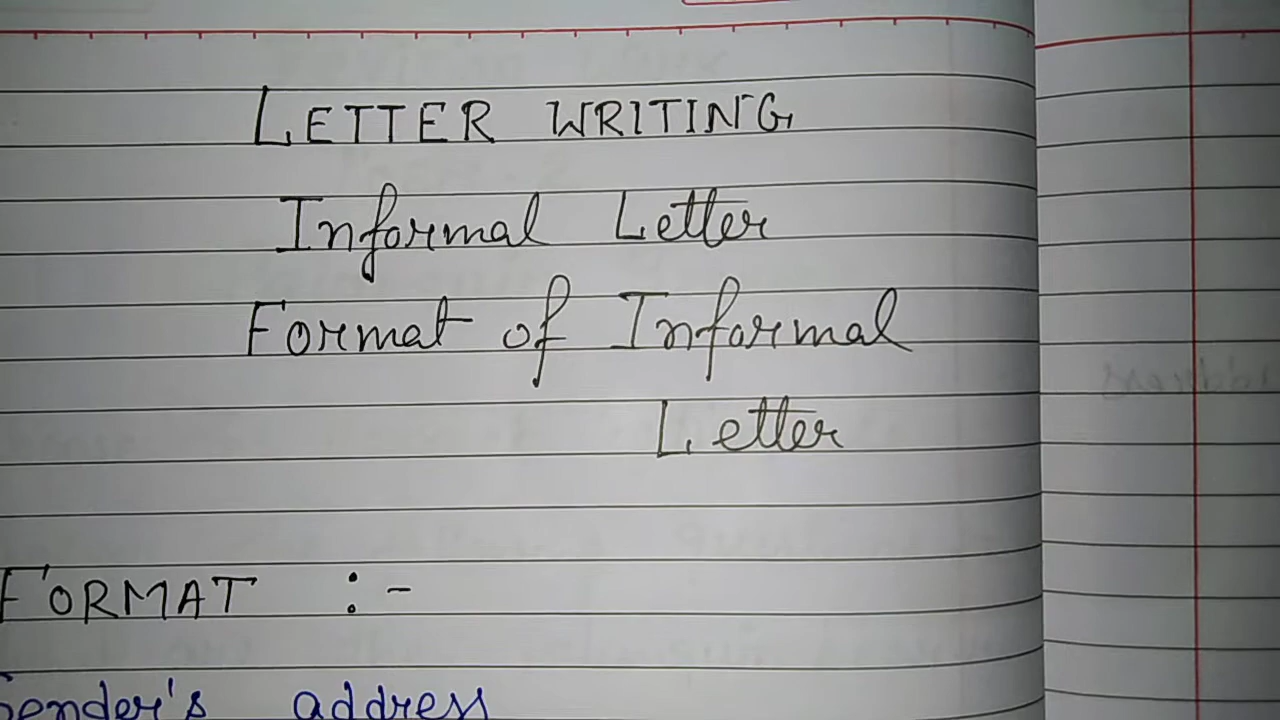 LETTER WRITING
Informal Letter
Format of Informal
Letter
FORMAT :-
Sender's address